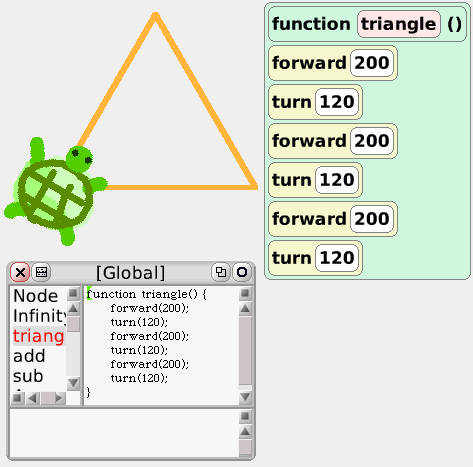 function triangle ()
forward 200
turn 120
forward 200
turn 120
forward 200
turn 120
[Global]
Node
Infinity
triang
add
sub
function triangle() {
forward(200);
turn(120);
forward(200);
turn(120);
forward(200);
turn(120);
}